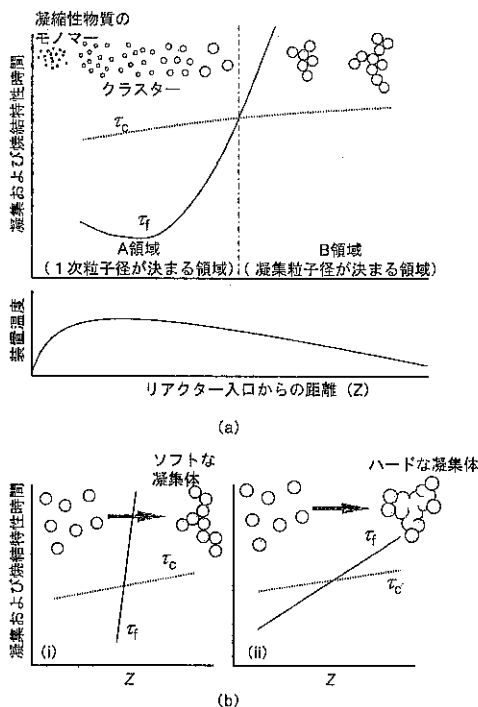 凝縮性物質の
モノマー
クラスター
τc
τf
A領域
(1次粒子径が決まる領域)
B領域
(凝集粒子径が決まる領域)
凝集および焼結特性時間
装置温度
リアクター入口からの距離(Z)
(a)
ソフトな
凝集体
τc
τf
(i)
Z
ハードな凝集体
τf
τc
(ii)
Z
凝集および焼結特性時間
(b)